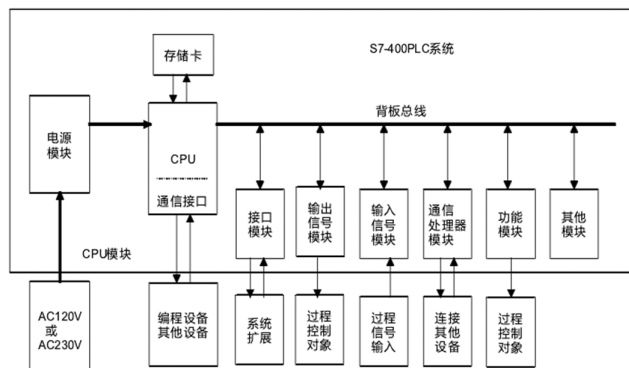 S7-400PLC系统
存储卡
背板总线
电源
模块
CPU
通信接口
接口
模块
输出
信号
模块
输入
信号
模块
通信
处理器
模块
功能
模块
其他模块
CPU模块
AC120V
或
AC230V
编程设备
其他设备
系统
扩展
过程
控制
对象
过程
信号
输入
连接
其他
设备
过程
控制
对象